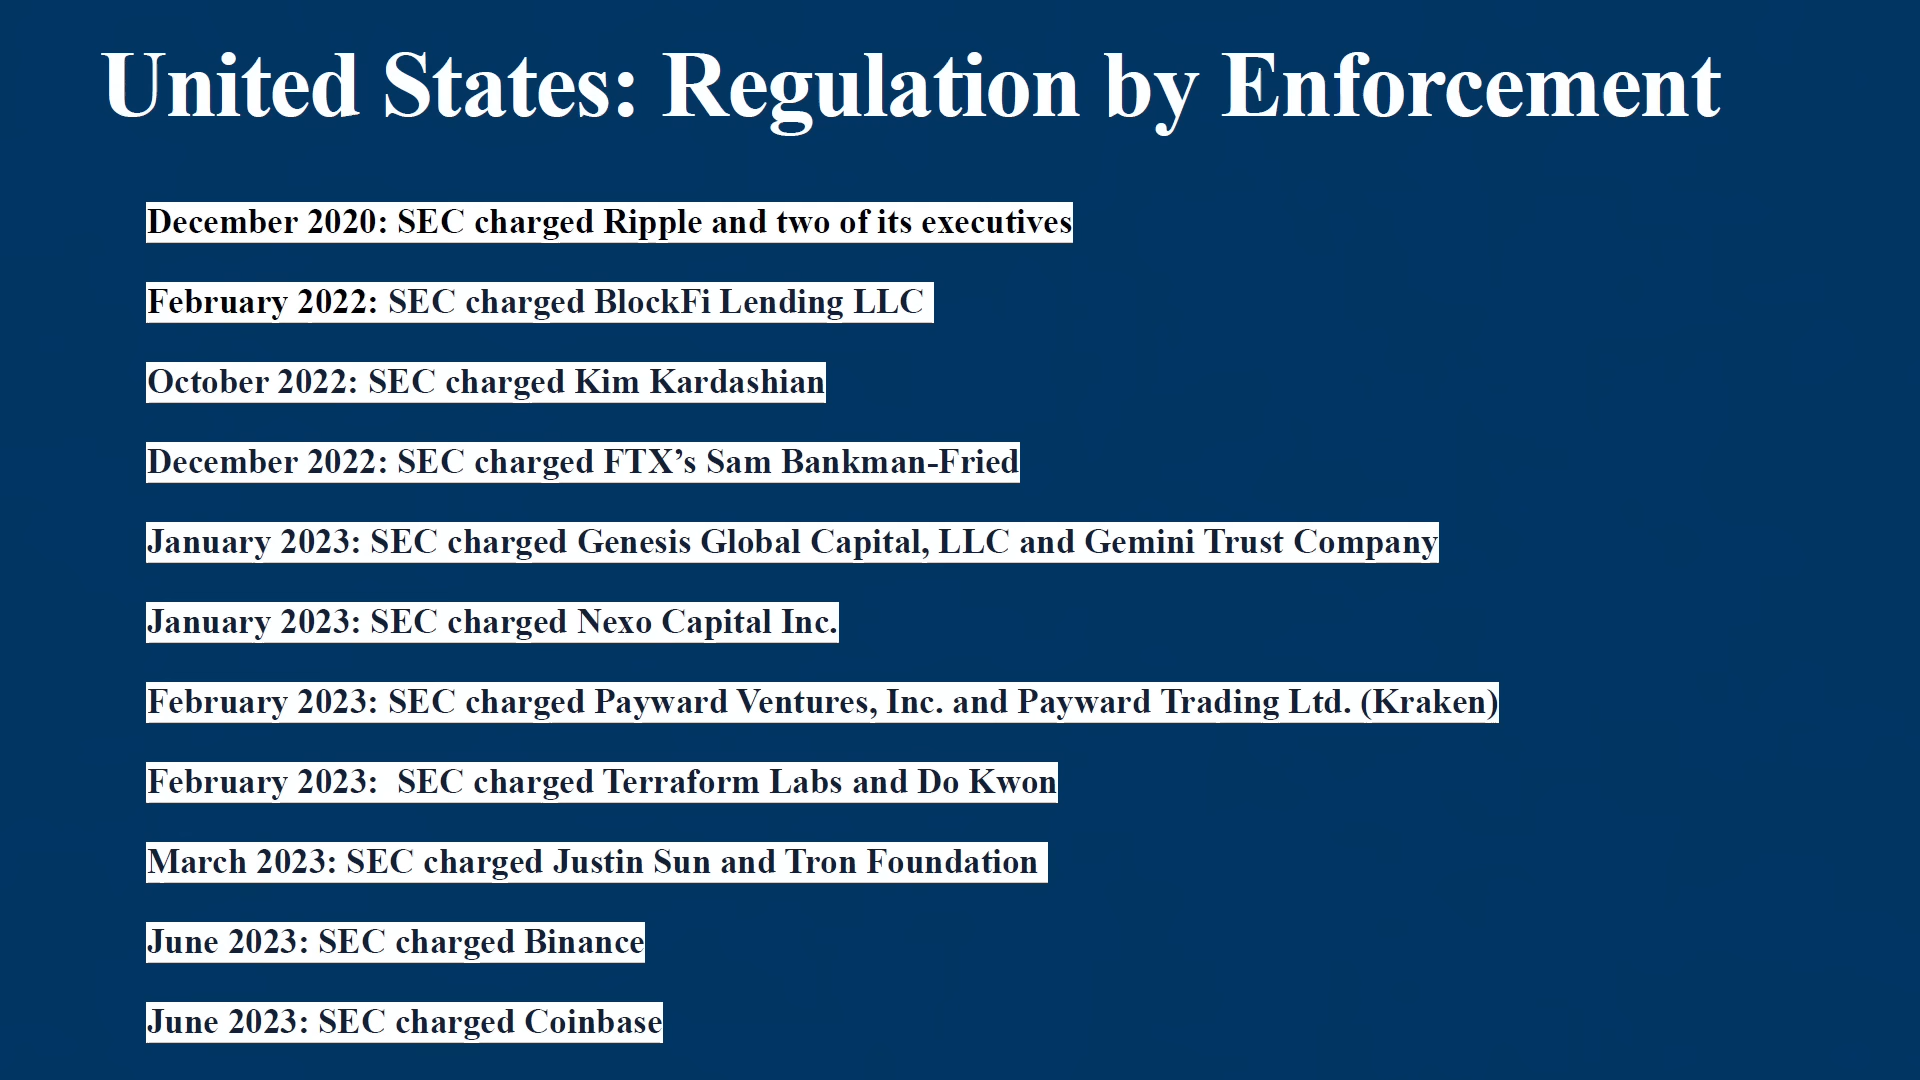 United States: Regulation by Enforcement
December 2020: SEC charged Ripple and two of its executives
February 2022: SEC charged BlockFi Lending LLC
October 2022: SEC charged Kim Kardashian
December 2022: SEC charged FTX’s Sam Bankman-Fried
January 2023: SEC charged Genesis Global Capital, LLC and Gemini Trust Company
January 2023: SEC charged Nexo Capital Inc.
February 2023: SEC charged Payward Ventures, Inc. and Payward Trading Ltd. (Kraken)
February 2023:  SEC charged Terraform Labs and Do Kwon
March 2023: SEC charged Justin Sun and Tron Foundation
June 2023: SEC charged Binance
June 2023: SEC charged Coinbase